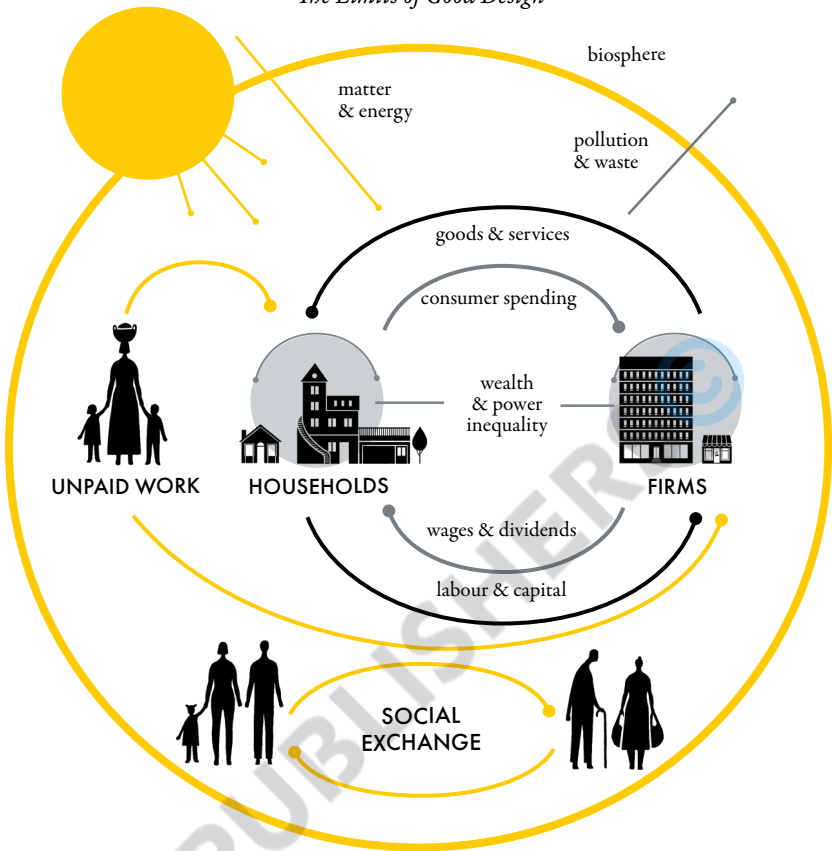 The Limits of Good Design
biosphere
matter
& energy
pollution
& waste
goods & services
consumer spending
wealth
& power
inequality
UNPAID WORK
HOUSEHOLDS
FIRMS
wages & dividends
labour & capital
SOCIAL
EXCHANGE
PUBLISHERS
©